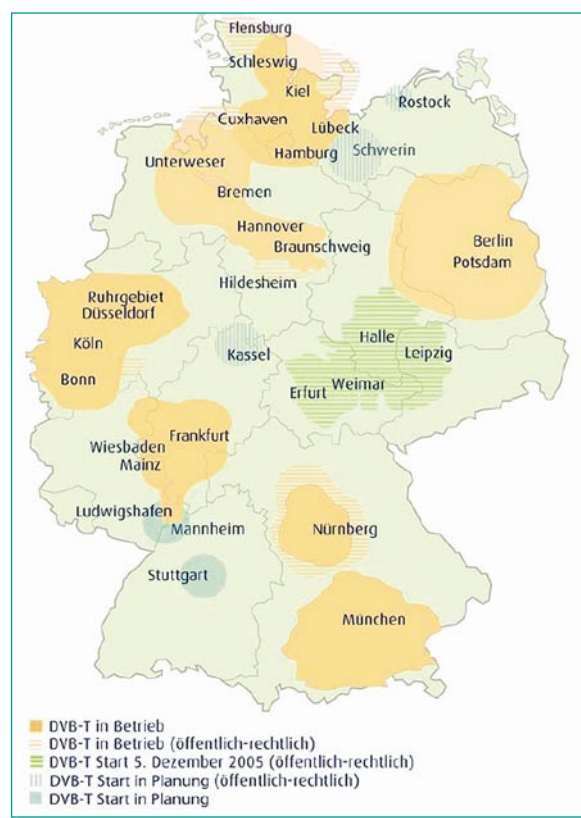 Flensburg
Schleswig
Kiel
Rostock
Cuxhaven
Lübeck
Hamburg
Schwerin
Unterweser
Bremen
Hannover
Braunschweig
Berlin
Potsdam
Hildesheim
Ruhrgebiet
Düsseldorf
Halle
Köln
Kassel
Leipzig
Bonn
Erfurt
Weimar
Frankfurt
Wiesbaden
Mainz
Ludwigshafen
Mannheim
Nürnberg
Stuttgart
München
DVB-T in Betrieb
DVB-T in Betrieb (öffentlich-rechtlich)
DVB-T Start 5. Dezember 2005 (öffentlich-rechtlich)
DVB-T Start in Planung (öffentlich-rechtlich)
DVB-T Start in Planung